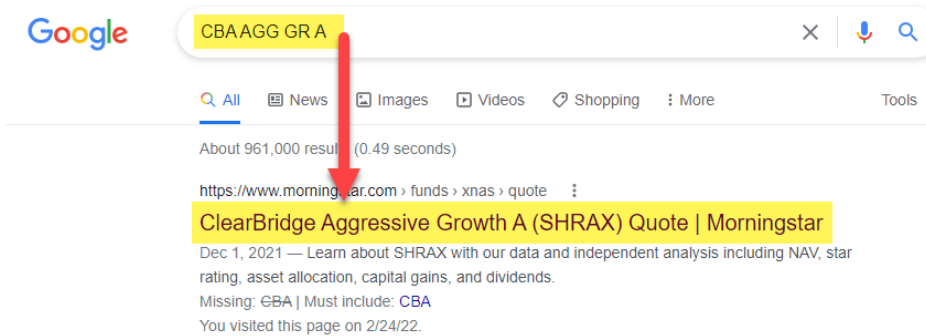 Google
CBA AGG GR A
All News Images Videos Shopping More Tools
About 961,000 resul (0.49 seconds)
https://www.morningstar.com › funds › xnas › quote
ClearBridge Aggressive Growth A (SHRAX) Quote | Morningstar
Dec 1, 2021 — Learn about SHRAX with our data and independent analysis including NAV, star
rating, asset allocation, capital gains, and dividends.
Missing: CBA | Must include: CBA
You visited this page on 2/24/22.